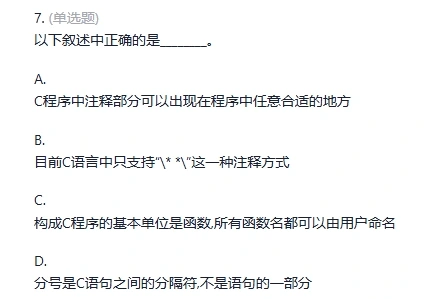 7. (单选题)
以下叙述中正确的是_______。
A.
C程序中注释部分可以出现在程序中任意合适的地方
B.
目前C语言中只支持"\* *\"这一种注释方式
C.
构成C程序的基本单位是函数,所有函数名都可以由用户命名
D.
分号是C语句之间的分隔符,不是语句的一部分